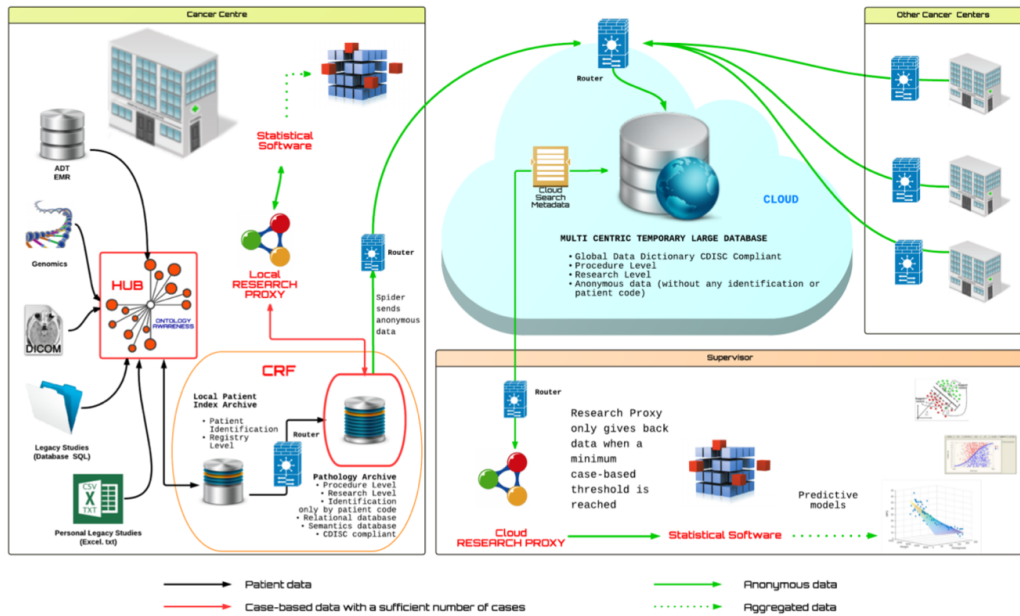 Cancer Centre
ADT
EMR
Genomics
DICOM
Legacy Studies
(Database SQL)
CSV
X
TXT
Personal Legacy Studies
(Excel. txt)
HUB
ONTOLOGY
AWARENESS
Statistical
Software
Local
RESEARCH
PROXY
Router
Spider
sends
anonymous
data
CRF
Local Patient
Index Archive
• Patient
Identification
• Registry
Level
Router
Pathology Archive
• Procedure Level
• Research Level
• Identification
only by patient code
• Relational database
• Semantics database
• CDISC compliant
Router
Cloud
Search
Metadata
CLOUD
MULTI CENTRIC TEMPORARY LARGE DATABASE
• Global Data Dictionary CDISC Compliant
• Procedure Level
• Research Level
• Anonymous data (without any identification or
patient code)
Other Cancer Centers
Supervisor
Router
Cloud
RESEARCH PROXY
Research Proxy
only gives back
data when a
minimum
case-based
threshold is
reached
Statistical Software
Predictive
models
Patient data
Case-based data with a sufficient number of cases
Anonymous data
Aggregated data